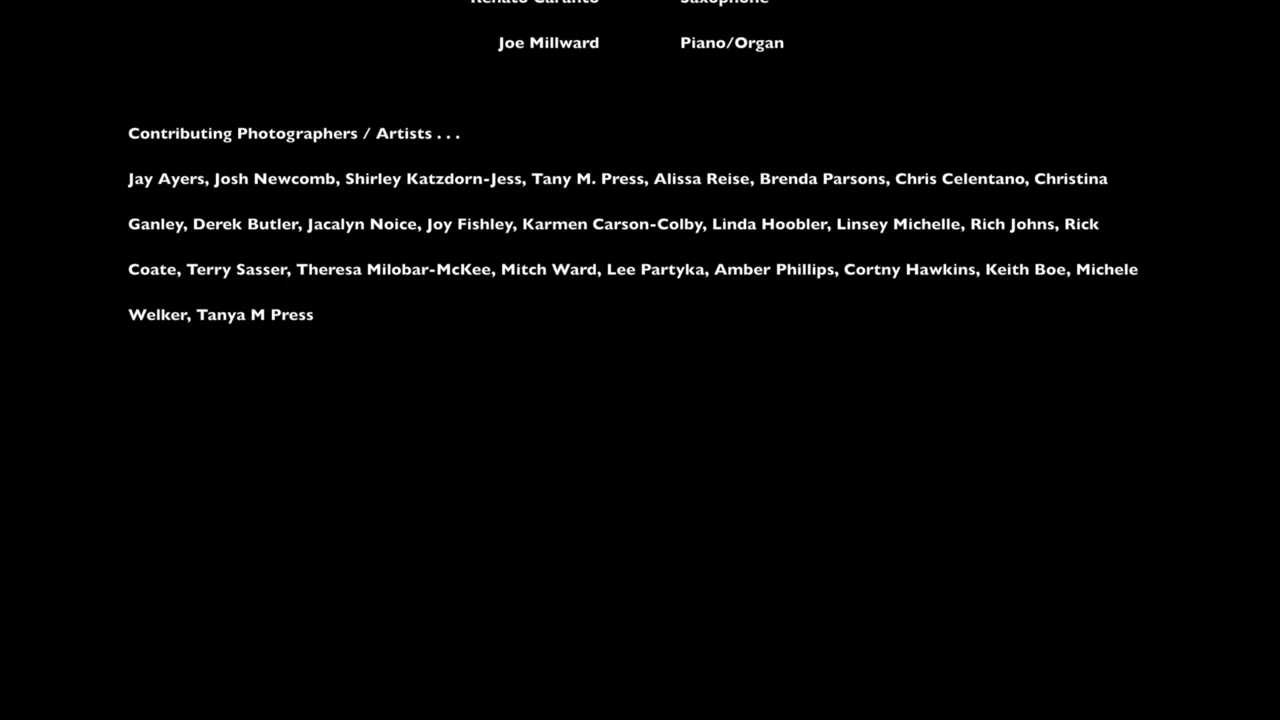 Renato Caranto Saxophone
Joe Millward Piano/Organ
Contributing Photographers / Artists . . .
Jay Ayers, Josh Newcomb, Shirley Katzdorn-Jess, Tany M. Press, Alissa Reise, Brenda Parsons, Chris Celentano, Christina
Ganley, Derek Butler, Jacalyn Noice, Joy Fishley, Karmen Carson-Colby, Linda Hoobler, Linsey Michelle, Rich Johns, Rick
Coate, Terry Sasser, Theresa Milobar-McKee, Mitch Ward, Lee Partyka, Amber Phillips, Cortny Hawkins, Keith Boe, Michele
Welker, Tanya M Press